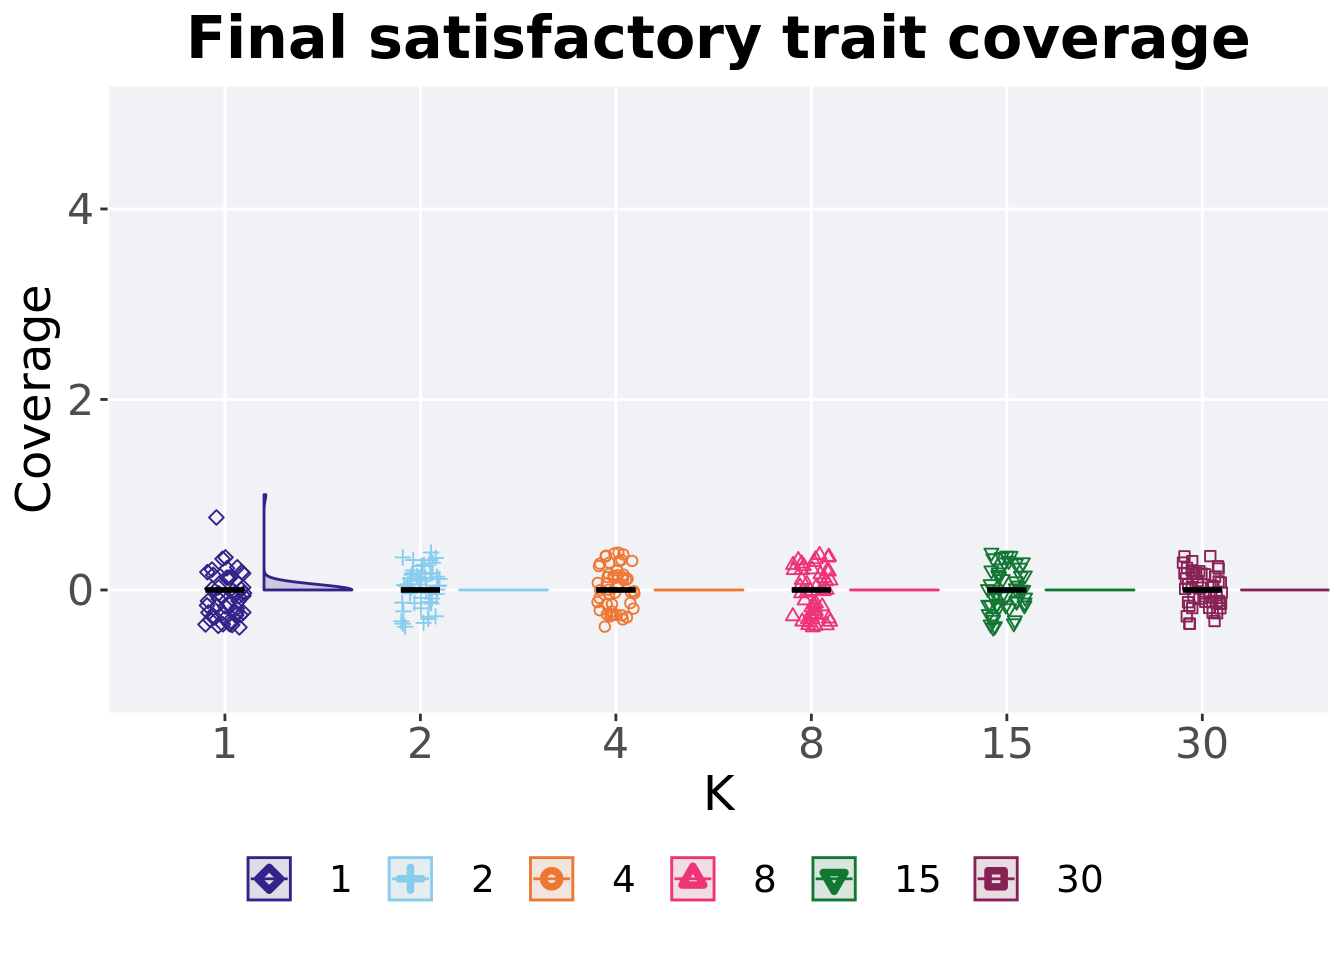 Final satisfactory trait coverage
Coverage
4
2
0
1 2 4 8 15 30
K
1 2 4 8 15 30